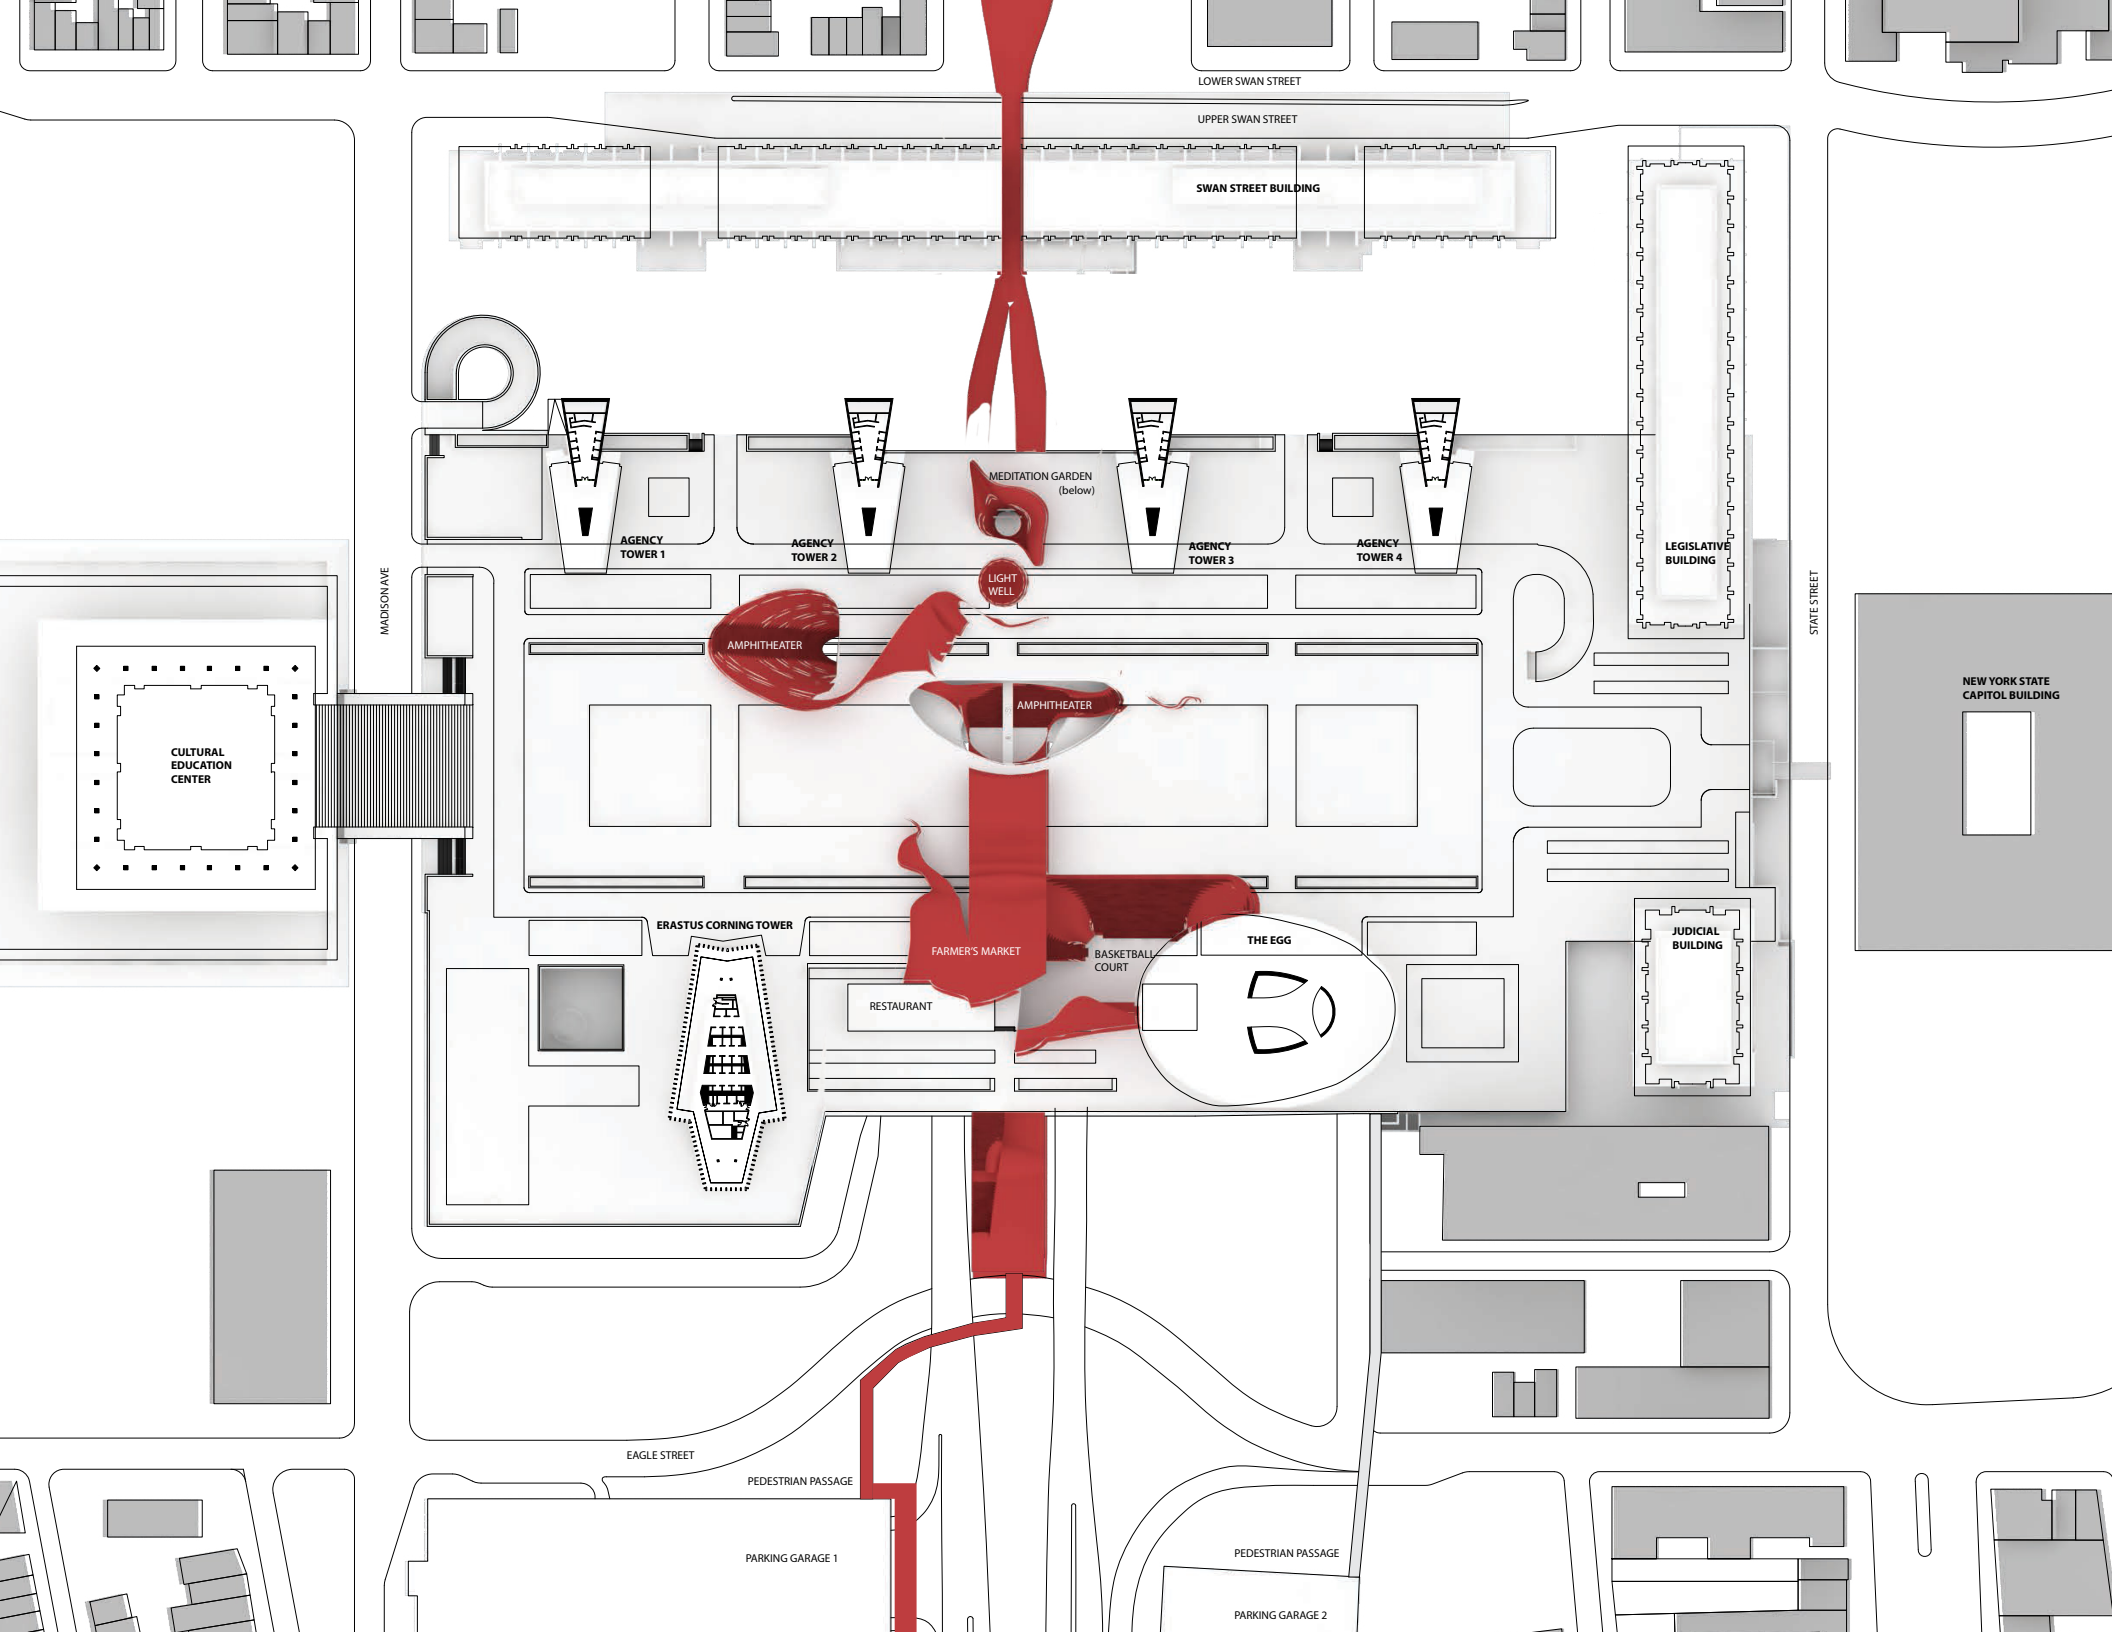 LOWER SWAN STREET
UPPER SWAN STREET
SWAN STREET BUILDING
MEDITATION GARDEN
(below)
AGENCY
TOWER 1
AGENCY
TOWER 2
AGENCY
TOWER 3
AGENCY
TOWER 4
LEGISLATIVE
BUILDING
LIGHT
WELL
MADISON AVE
STATE STREET
AMPHITHEATER
AMPHITHEATER
NEW YORK STATE
CAPITOL BUILDING
CULTURAL
EDUCATION
CENTER
ERASTUS CORNING TOWER
FARMER'S MARKET
BASKETBALL
COURT
THE EGG
JUDICIAL
BUILDING
RESTAURANT
EAGLE STREET
PEDESTRIAN PASSAGE
PARKING GARAGE 1
PEDESTRIAN PASSAGE
PARKING GARAGE 2